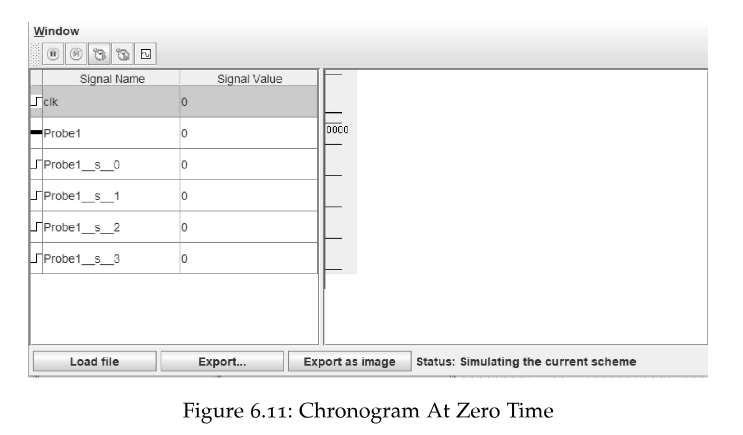 Window
Signal Name Signal Value
clk 0
Probe1 0 0000
Probe1__s__0 0
Probe1__s__1 0
Probe1__s__2 0
Probe1__s__3 0
Load file Export... Export as image Status: Simulating the current scheme
Figure 6.11: Chronogram At Zero Time